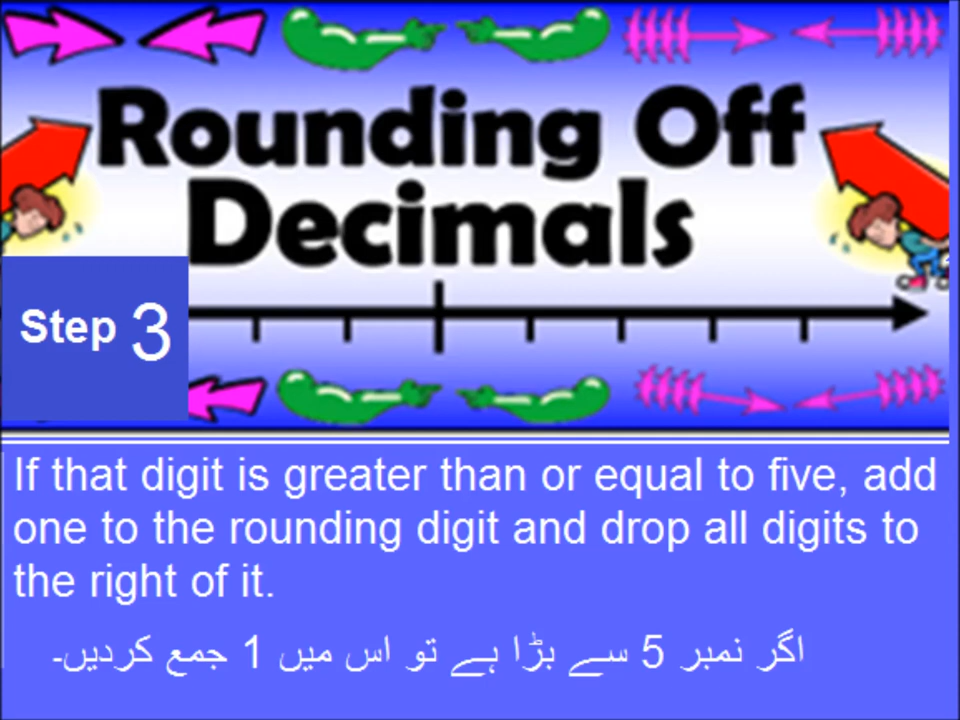 Rounding Off
Decimals
Step 3
If that digit is greater than or equal to five, add
one to the rounding digit and drop all digits to
the right of it.
اگر نمبر 5 سے بڑا ہے تو اس میں 1 جمع کردیں۔